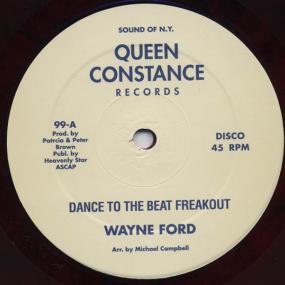 SOUND OF N.Y.
QUEEN
CONSTANCE
RECORDS
99-A
Prod. by
Patrcia & Peter
Brown
Publ. by
Heavenly Star
ASCAP
DISCO
45 RPM
DANCE TO THE BEAT FREAKOUT
WAYNE FORD
Arr. by Michael Campbell